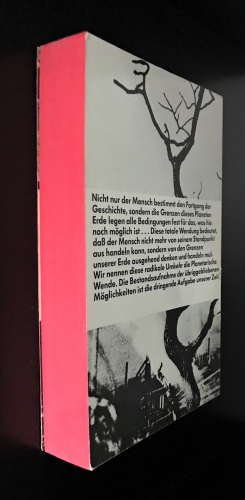 Nicht nur der Mensch bestimmt den Fortgang der
Geschichte, sondern die Grenzen dieses Planeten
Erde legen alle Bedingungen fest für das, was hier
noch möglich ist . . . Diese totale Wendung bedeutet,
daß der Mensch nicht mehr von seinem Standpunkt
aus handeln kann, sondern von den Grenzen
unserer Erde ausgehend denken und handeln muß.
Wir nennen diese radikale Umkehr die Planetarische
Wende. Die Bestandsaufnahme der übriggebliebenen
Möglichkeiten ist die dringende Aufgabe unserer Zeit.